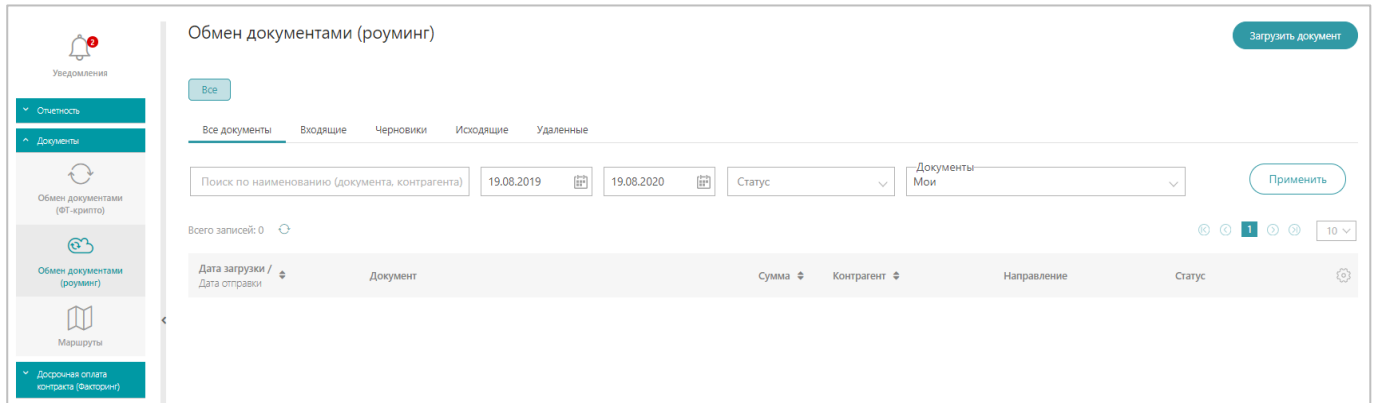 2
Уведомления
Отчетность
Документы
Обмен документами
(ФТ-крипто)
Обмен документами
(роуминг)
Маршруты
Досрочная оплата
контракта (Факторинг)
Обмен документами (роуминг)
Загрузить документ
Все
Все документы Входящие Черновики Исходящие Удаленные
Поиск по наименованию (документа, контрагента) 19.08.2019 19.08.2020 Статус Документы
Мои
Применить
Всего записей: 0
1
10
Дата загрузки /
Дата отправки
Документ Сумма Контрагент Направление Статус